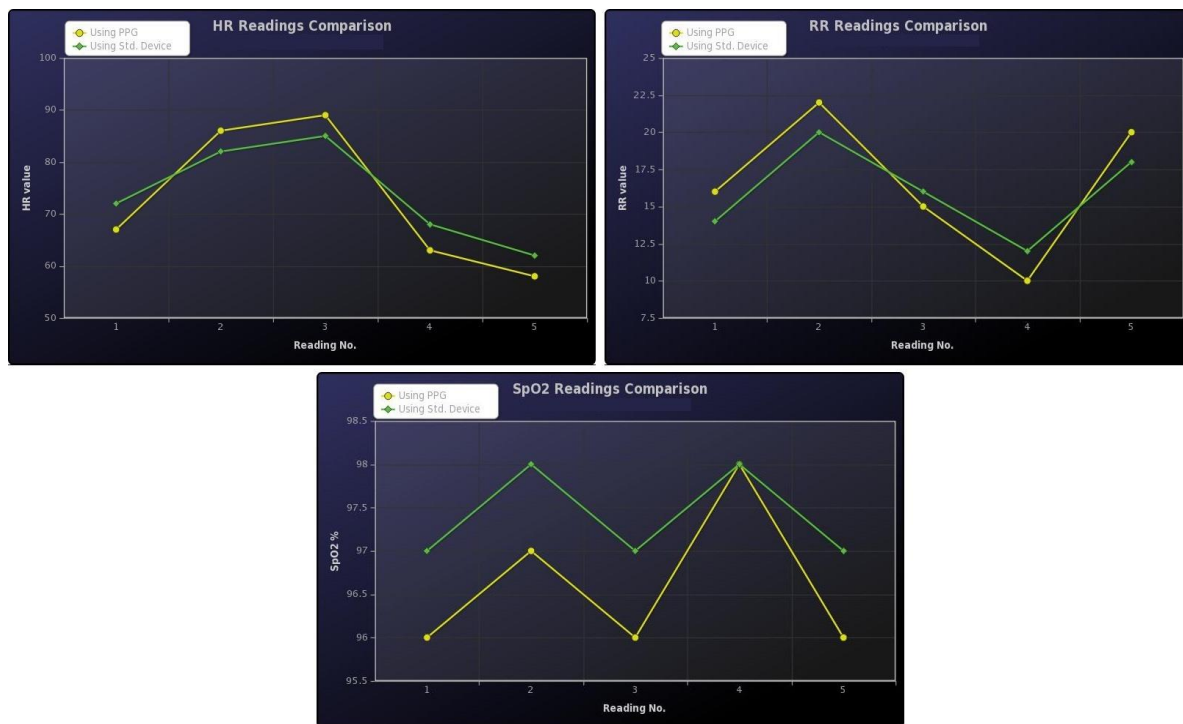 HR Readings Comparison
Using PPG
Using Std. Device
100
90
80
70
60
50
HR value
1 2 3 4 5
Reading No.
RR Readings Comparison
Using PPG
Using Std. Device
25
22.5
20
17.5
15
12.5
10
7.5
RR value
1 2 3 4 5
Reading No.
SpO2 Readings Comparison
Using PPG
Using Std. Device
98.5
98
97.5
97
96.5
96
95.5
SpO2 %
1 2 3 4 5
Reading No.